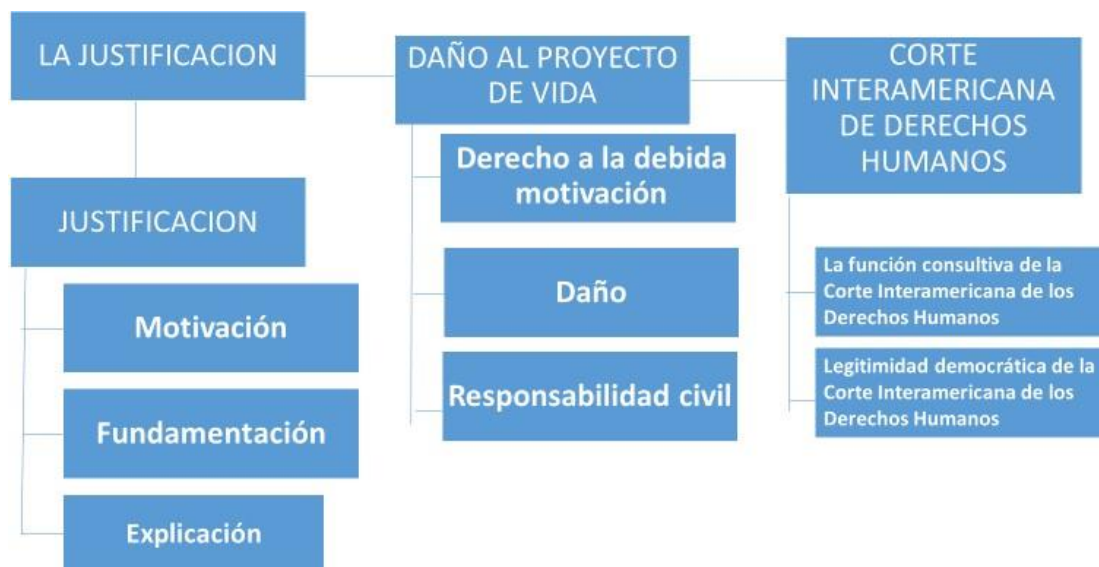 LA JUSTIFICACION
JUSTIFICACION
Motivación
Fundamentación
Explicación
DAÑO AL PROYECTO
DE VIDA
Derecho a la debida
motivación
Daño
Responsabilidad civil
CORTE
INTERAMERICANA
DE DERECHOS
HUMANOS
La función consultiva de la
Corte Interamericana de los
Derechos Humanos
Legitimidad democrática de la
Corte Interamericana de los
Derechos Humanos